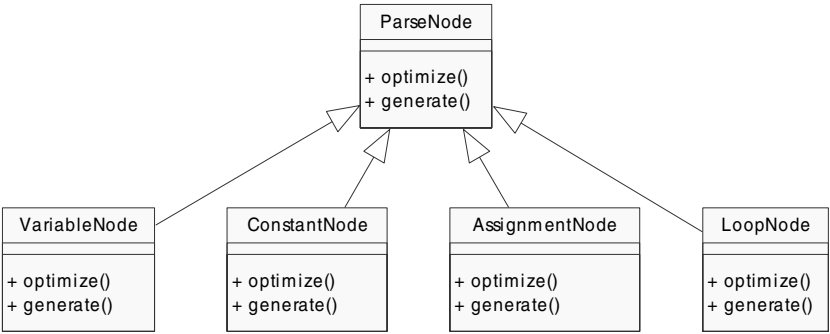 ParseNode
+ optimize()
+ generate()
VariableNode
+ optimize()
+ generate()
ConstantNode
+ optimize()
+ generate()
AssignmentNode
+ optimize()
+ generate()
LoopNode
+ optimize()
+ generate()